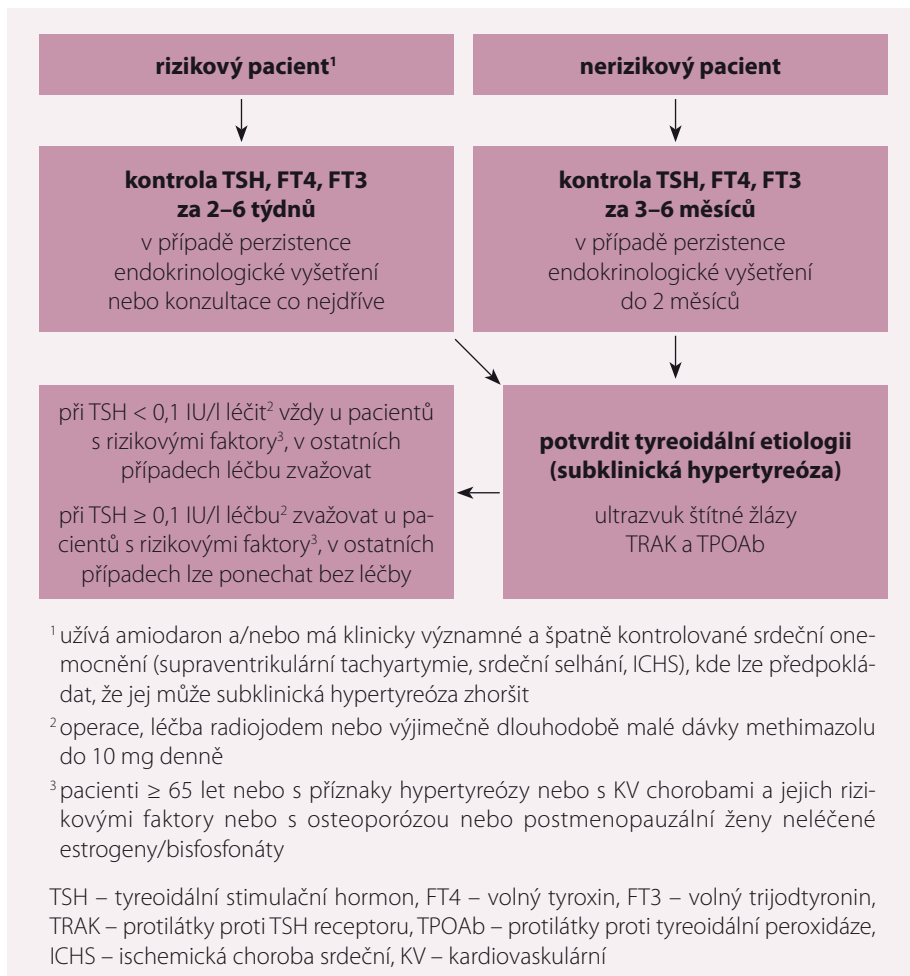 rizikový pacient¹
nerizikový pacient
kontrola TSH, FT4, FT3
za 2–6 týdnů
v případě perzistence
endokrinologické vyšetření
nebo konzultace co nejdříve
kontrola TSH, FT4, FT3
za 3–6 měsíců
v případě perzistence
endokrinologické vyšetření
do 2 měsíců
při TSH < 0,1 IU/l léčit² vždy u pacientů
s rizikovými faktory³, v ostatních
případech léčbu zvažovat
při TSH ≥ 0,1 IU/l léčbu² zvažovat u pa-
cientů s rizikovými faktory³, v ostatních
případech lze ponechat bez léčby
potvrdit tyreoidální etiologii
(subklinická hypertyreóza)
ultrazvuk štítné žlázy
TRAK a TPOAb
¹ užívá amiodaron a/nebo má klinicky významné a špatně kontrolované srdeční one-
mocnění (supraventrikulární tachyartymie, srdeční selhání, ICHS), kde lze předpoklá-
dat, že jej může subklinická hypertyreóza zhoršit
² operace, léčba radiojodem nebo výjimečně dlouhodobě malé dávky methimazolu
do 10 mg denně
³ pacienti ≥ 65 let nebo s příznaky hypertyreózy nebo s KV chorobami a jejich rizi-
kovými faktory nebo s osteoporózou nebo postmenopauzální ženy neléčené
estrogeny/bisfosfonáty
TSH – tyreoidální stimulační hormon, FT4 – volný tyroxin, FT3 – volný trijodtyronin,
TRAK – protilátky proti TSH receptoru, TPOAb – protilátky proti tyreoidální peroxidáze,
ICHS – ischemická choroba srdeční, KV – kardiovaskulární